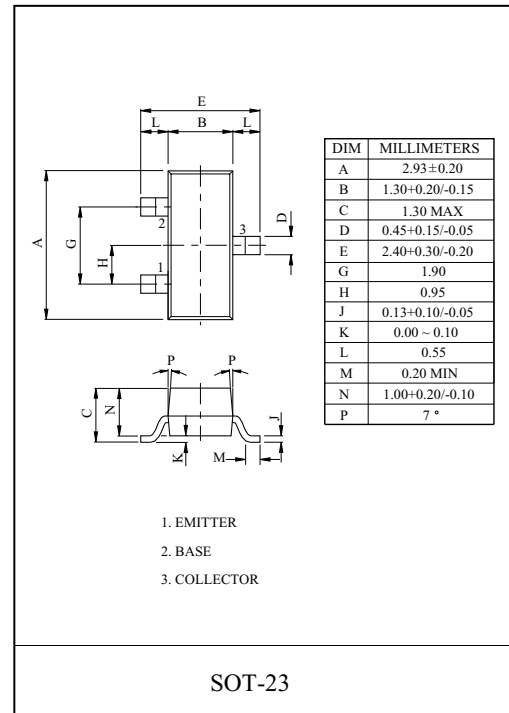 E
L B L
A
G
H
2
1
3
D
DIM MILLIMETERS
A 2.93±0.20
B 1.30+0.20/-0.15
C 1.30 MAX
D 0.45+0.15/-0.05
E 2.40+0.30/-0.20
G 1.90
H 0.95
J 0.13+0.10/-0.05
K 0.00 ~ 0.10
L 0.55
M 0.20 MIN
N 1.00+0.20/-0.10
P 7 °
P P
C
N
K
M
J
1. EMITTER
2. BASE
3. COLLECTOR
SOT-23